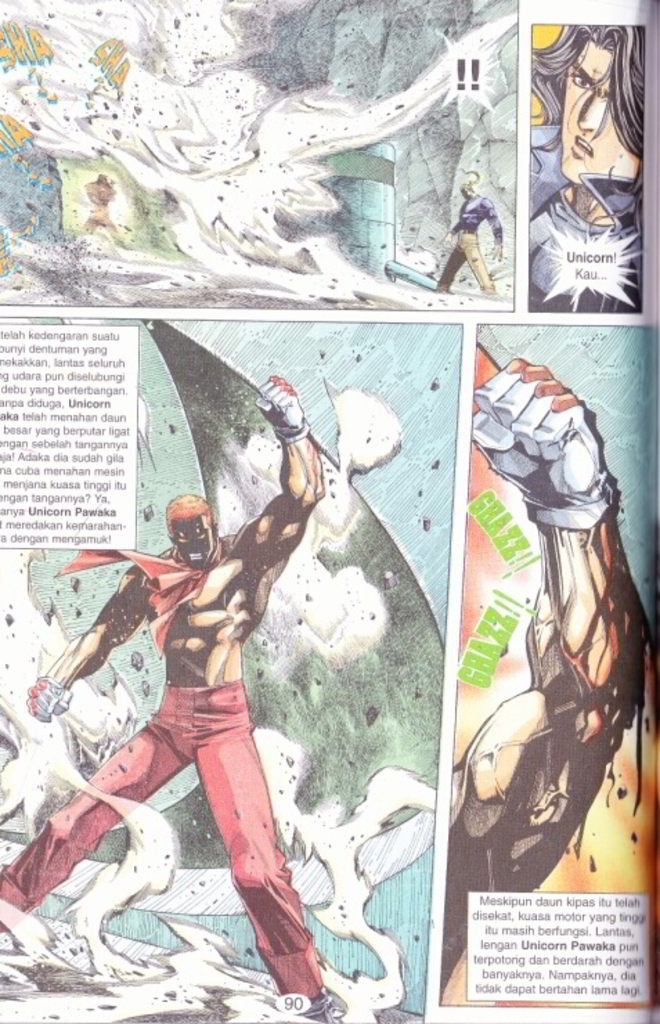 !!
Unicorn!
Kau...
telah kedengaran suatu
bunyi dentuman yang
mekakkan, lantas seluruh
ng udara pun diselubungi
debu yang berterbangan.
anpa diduga, Unicorn
aka telah menahan daun
besar yang berputar ligat
engan sebelah tangannya
aja! Adaka dia sudah gila
na cuba menahan mesin
menjana kuasa tinggi itu
engan tangannya? Ya,
Unicorn Pawaka
meredakan kemarahan-
a dengan mengamuk!
GRAZZ!!
GRAZZ!!
Meskipun daun kipas itu telah
disekat, kuasa motor yang tinggi
itu masih berfungsi. Lantas,
lengan Unicorn Pawaka pun
terpotong dan berdarah dengan
banyaknya. Nampaknya, dia
tidak dapat bertahan lama lagi.
90